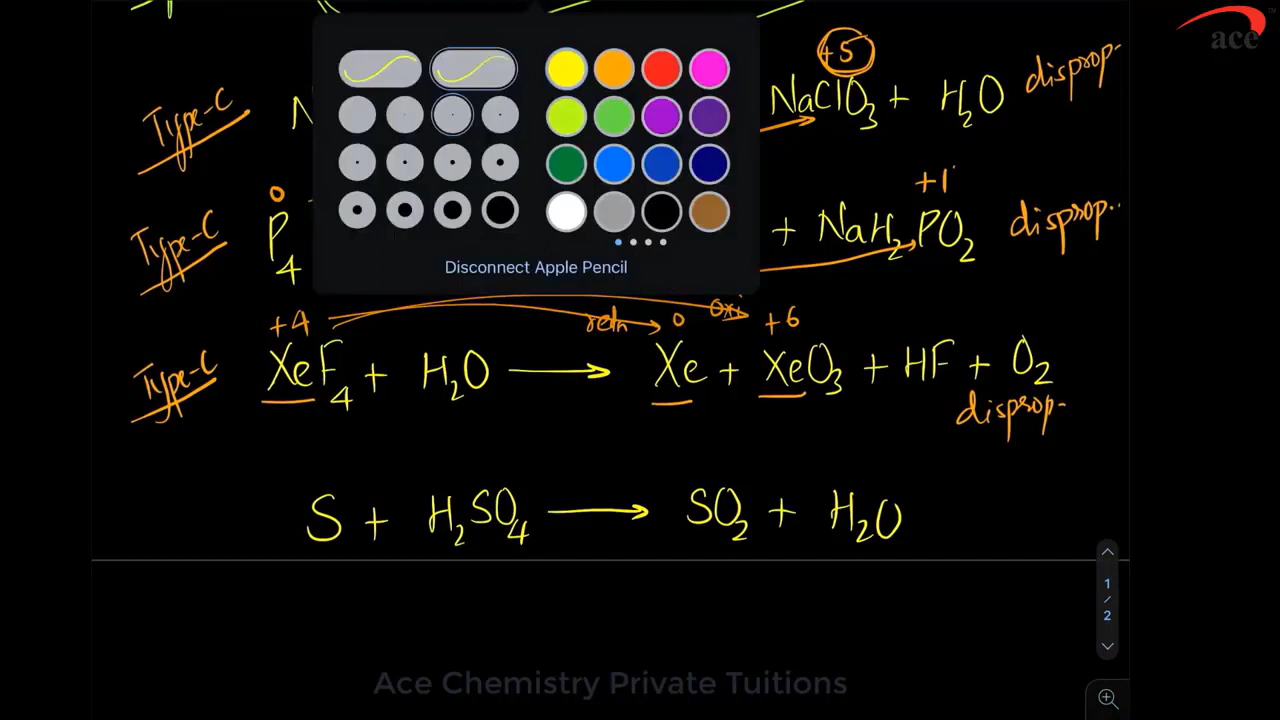 ace
+5
Type-C N NaClO3 + H2O disprop.
0 +1
Type-C P4 + NaH2PO2 disprop.
Disconnect Apple Pencil
+4 redn 0 oxi +6
Type-C XeF4 + H2O ⟶ Xe + XeO3 + HF + O2
disprop.
S + H2SO4 ⟶ SO2 + H2O
1
/
2
Ace Chemistry Private Tuitions